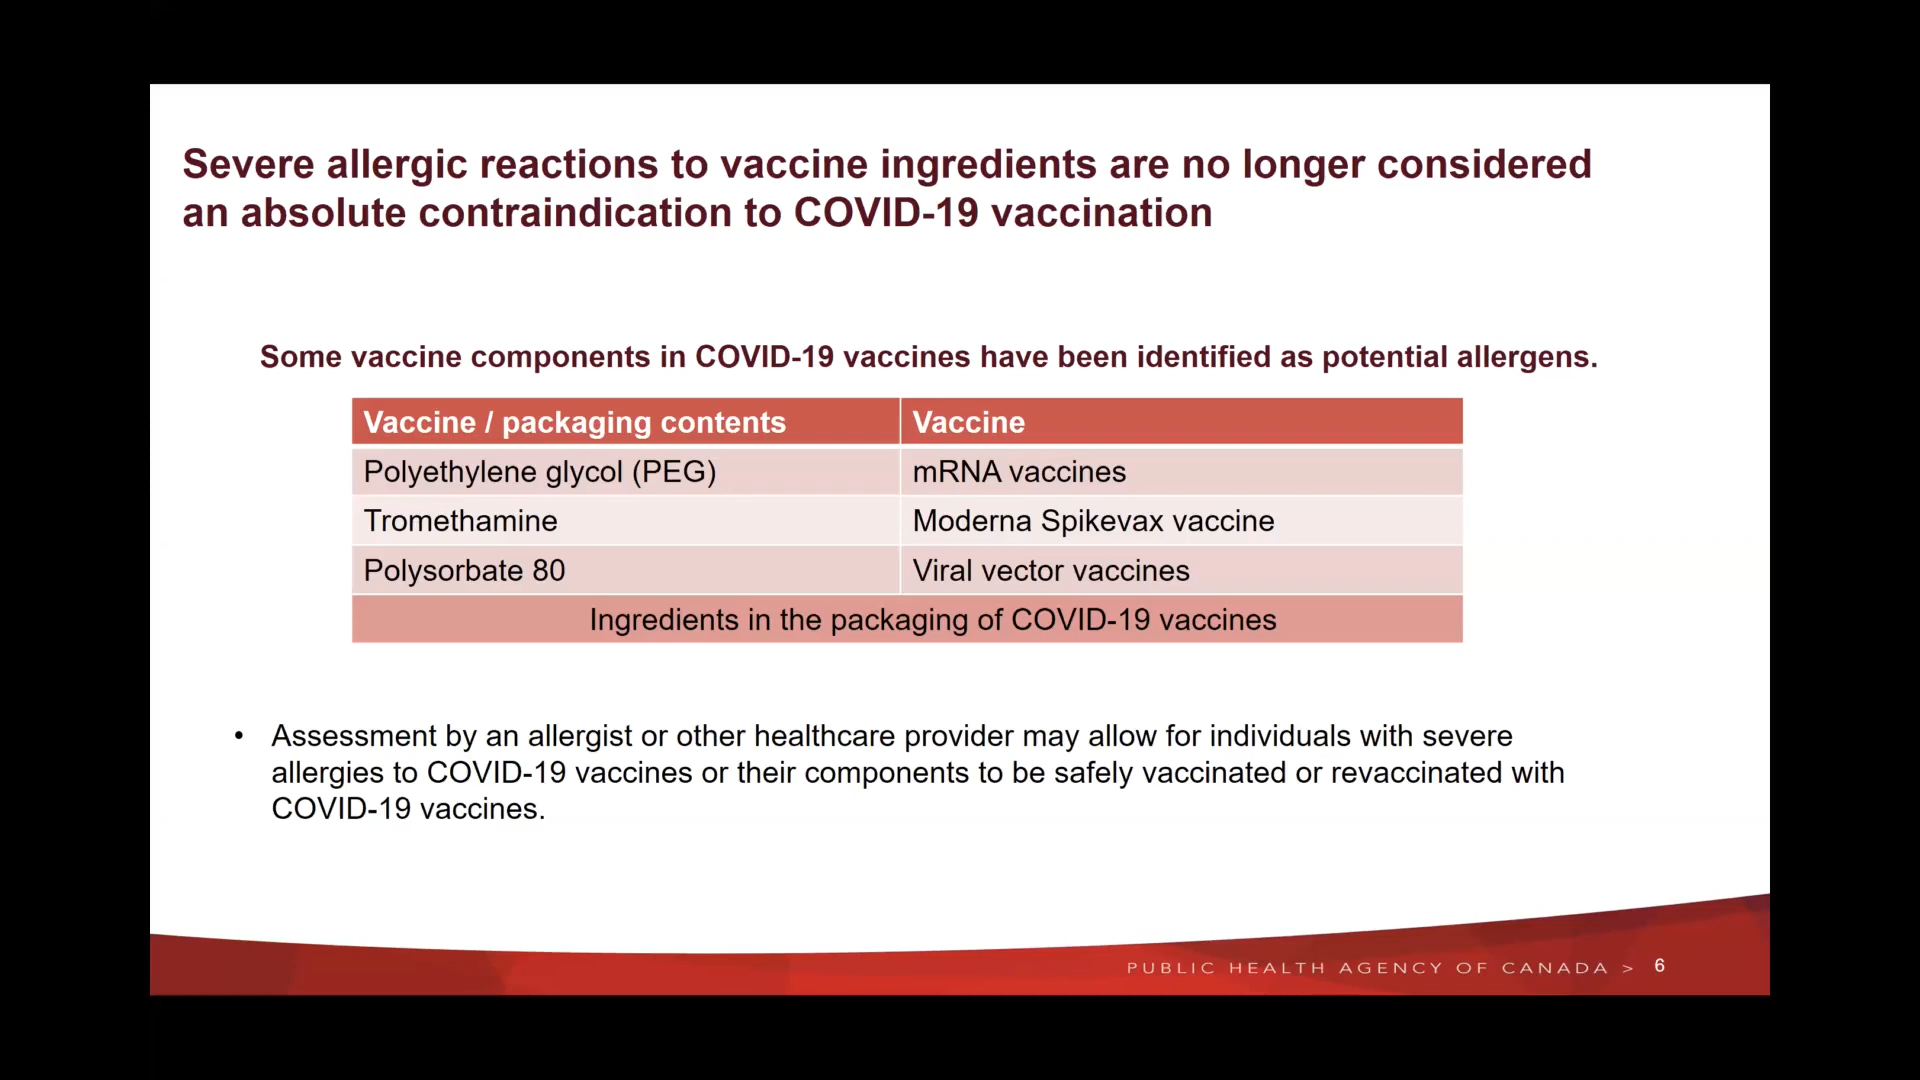 Severe allergic reactions to vaccine ingredients are no longer considered
an absolute contraindication to COVID-19 vaccination
Some vaccine components in COVID-19 vaccines have been identified as potential allergens.
Vaccine / packaging contents Vaccine
Polyethylene glycol (PEG) mRNA vaccines
Tromethamine Moderna Spikevax vaccine
Polysorbate 80 Viral vector vaccines
Ingredients in the packaging of COVID-19 vaccines
• Assessment by an allergist or other healthcare provider may allow for individuals with severe
allergies to COVID-19 vaccines or their components to be safely vaccinated or revaccinated with
COVID-19 vaccines.
PUBLIC HEALTH AGENCY OF CANADA > 6